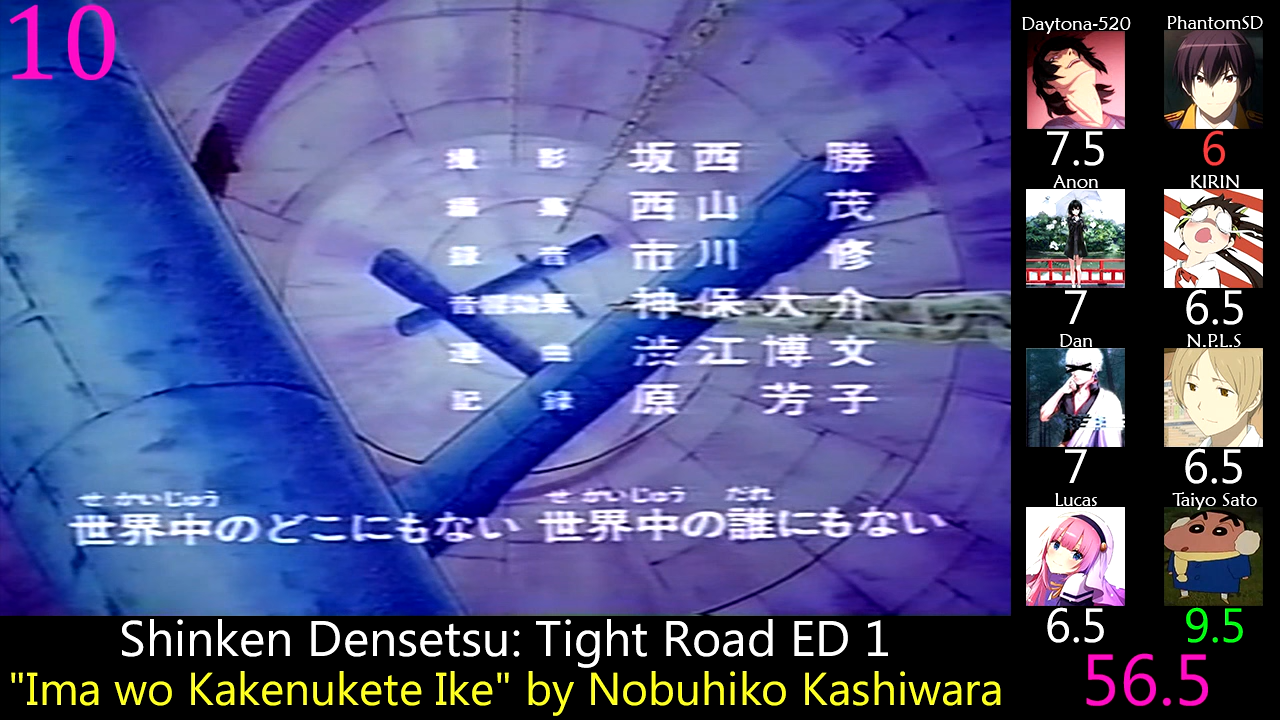 10
撮影 坂西 勝
編集 西山 茂
録音 市川 修
音響効果 神保大介
選曲 渋江博文
記録 原 芳子
せかいじゅう せかいじゅう だれ
世界中のどこにもない 世界中の誰にもない
Shinken Densetsu: Tight Road ED 1
"Ima wo Kakenukete Ike" by Nobuhiko Kashiwara
Daytona-520 PhantomSD
7.5 6
Anon KIRIN
7 6.5
Dan N.P.L.S
7 6.5
Lucas Taiyo Sato
6.5 9.5
56.5